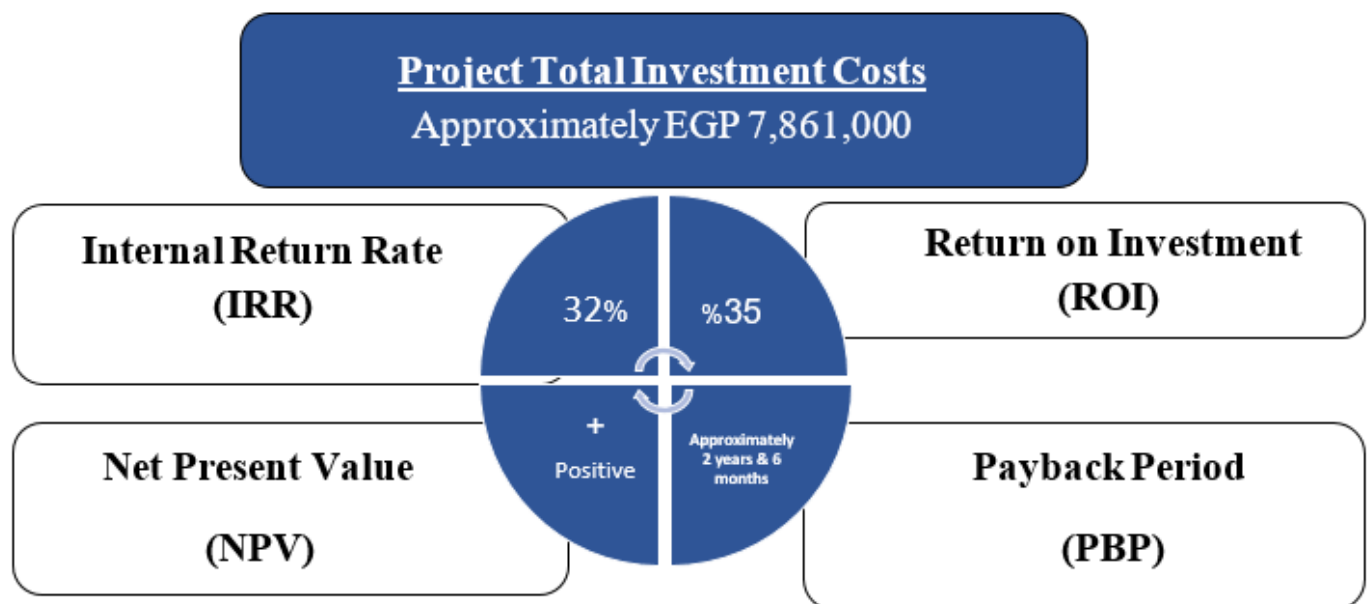 Project Total Investment Costs
Approximately EGP 7,861,000
Internal Return Rate
(IRR)
32%
%35
Return on Investment
(ROI)
Net Present Value
(NPV)
+
Positive
Approximately
2 years & 6
months
Payback Period
(PBP)